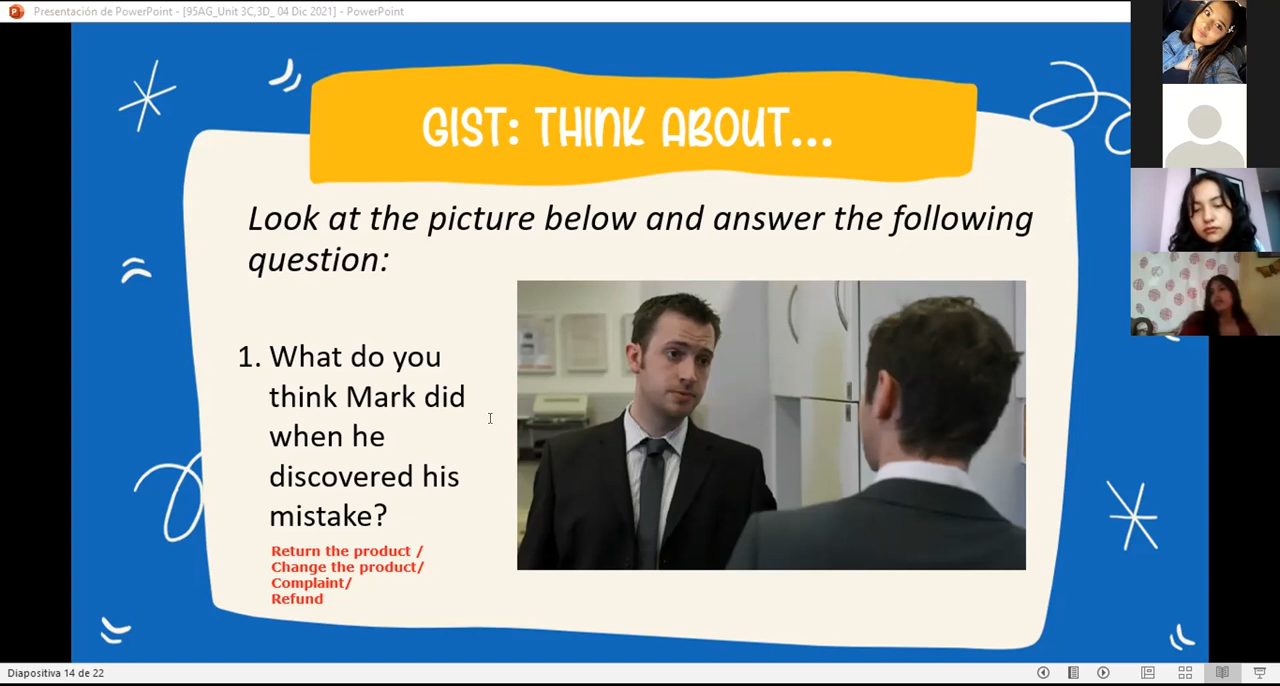 Presentación de PowerPoint - [95AG_Unit 3C,3D_ 04 Dic 2021] - PowerPoint
GIST: THINK ABOUT...
Look at the picture below and answer the following
question:
1. What do you
think Mark did
when he
discovered his
mistake?
Return the product /
Change the product/
Complaint/
Refund
Diapositiva 14 de 22